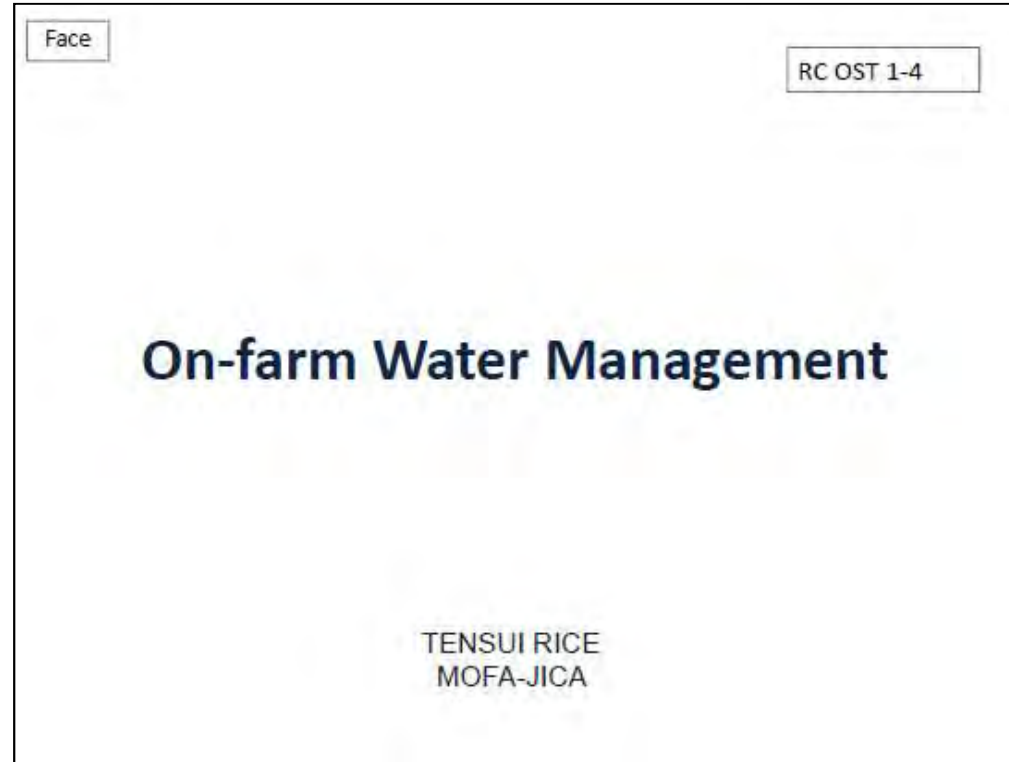 Face
RC OST 1-4
On-farm Water Management
TENSUI RICE
MOFA-JICA